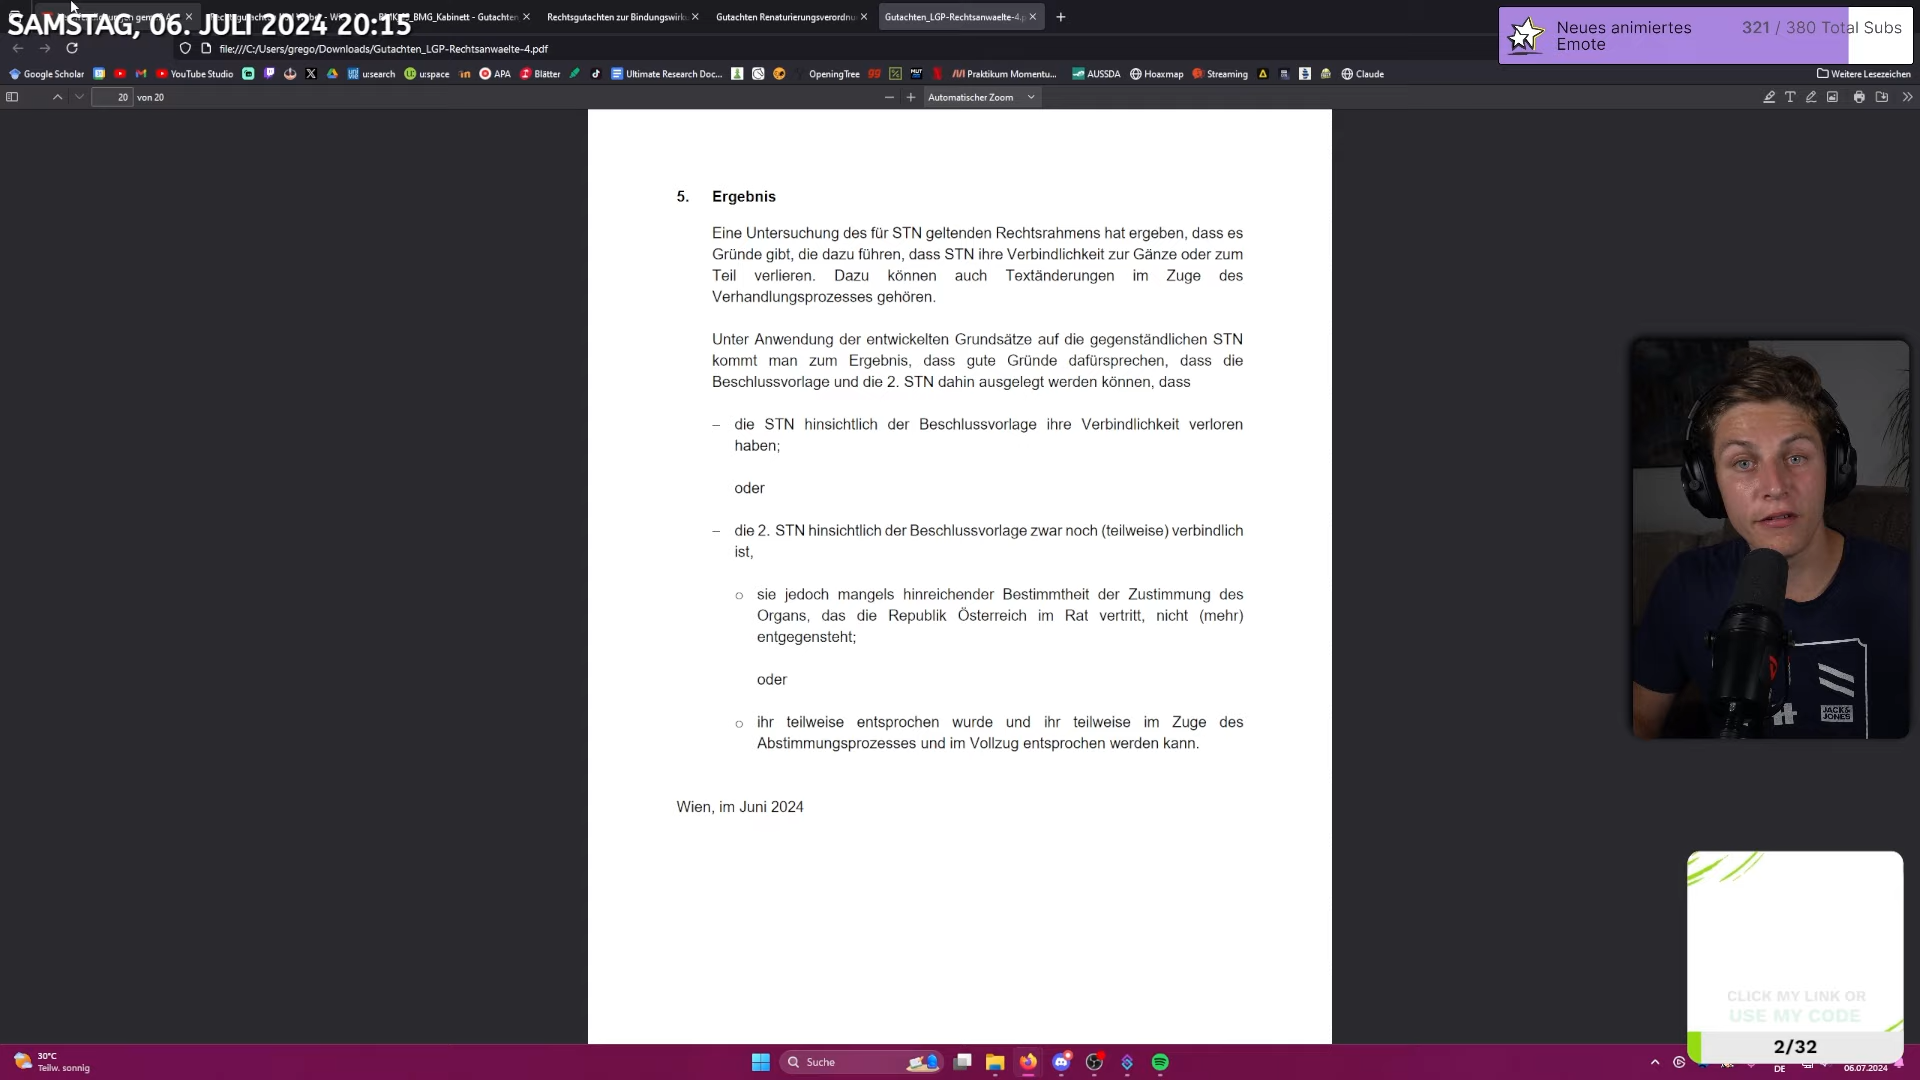 SAMSTAG, 06. JULI 2024 20:15
BMG_Kabinett - Gutachten
Rechtsgutachten zur Bindungswirku
Gutachten Renaturierungsverordnu
Gutachten_LGP-Rechtsanwaelte-4.p
file:///C:/Users/grego/Downloads/Gutachten_LGP-Rechtsanwaelte-4.pdf
Neues animiertes
Emote
321 / 380 Total Subs
Google Scholar
YouTube Studio
u:search
u:space
APA
Blätter
Ultimate Research Doc...
OpeningTree
Praktikum Momentu...
AUSSDA
Hoaxmap
Streaming
Claude
Weitere Lesezeichen
20 von 20
Automatischer Zoom
5. Ergebnis
Eine Untersuchung des für STN geltenden Rechtsrahmens hat ergeben, dass es
Gründe gibt, die dazu führen, dass STN ihre Verbindlichkeit zur Gänze oder zum
Teil verlieren. Dazu können auch Textänderungen im Zuge des
Verhandlungsprozesses gehören.
Unter Anwendung der entwickelten Grundsätze auf die gegenständlichen STN
kommt man zum Ergebnis, dass gute Gründe dafürsprechen, dass die
Beschlussvorlage und die 2. STN dahin ausgelegt werden können, dass
– die STN hinsichtlich der Beschlussvorlage ihre Verbindlichkeit verloren
haben;
oder
– die 2. STN hinsichtlich der Beschlussvorlage zwar noch (teilweise) verbindlich
ist,
o sie jedoch mangels hinreichender Bestimmtheit der Zustimmung des
Organs, das die Republik Österreich im Rat vertritt, nicht (mehr)
entgegensteht;
oder
o ihr teilweise entsprochen wurde und ihr teilweise im Zuge des
Abstimmungsprozesses und im Vollzug entsprochen werden kann.
Wien, im Juni 2024
JACK&
JONES
CLICK MY LINK OR
USE MY CODE
2/32
30°C
Teilw. sonnig
Suche
DE
06.07.2024